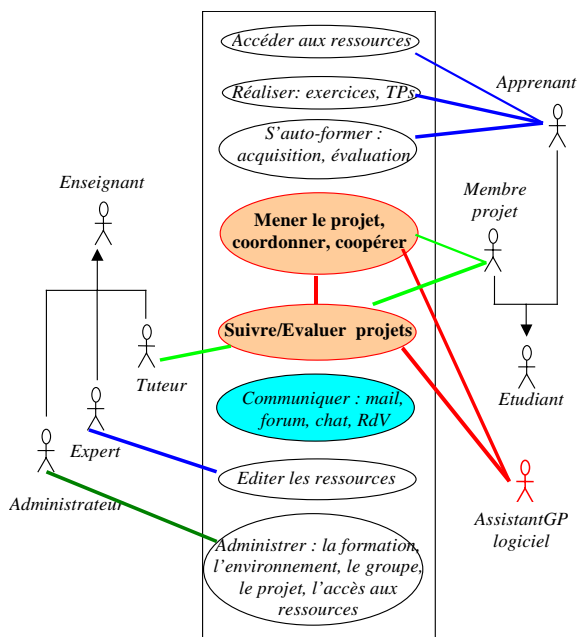 Accéder aux ressources
Apprenant
Réaliser: exercices, TPs
S'auto-former :
acquisition, évaluation
Enseignant
Membre
projet
Mener le projet,
coordonner, coopérer
Suivre/Evaluer projets
Tuteur
Etudiant
Communiquer : mail,
forum, chat, RdV
Expert
Editer les ressources
Administrateur
AssistantGP
logiciel
Administrer : la formation,
l'environnement, le groupe,
le projet, l'accès aux
ressources